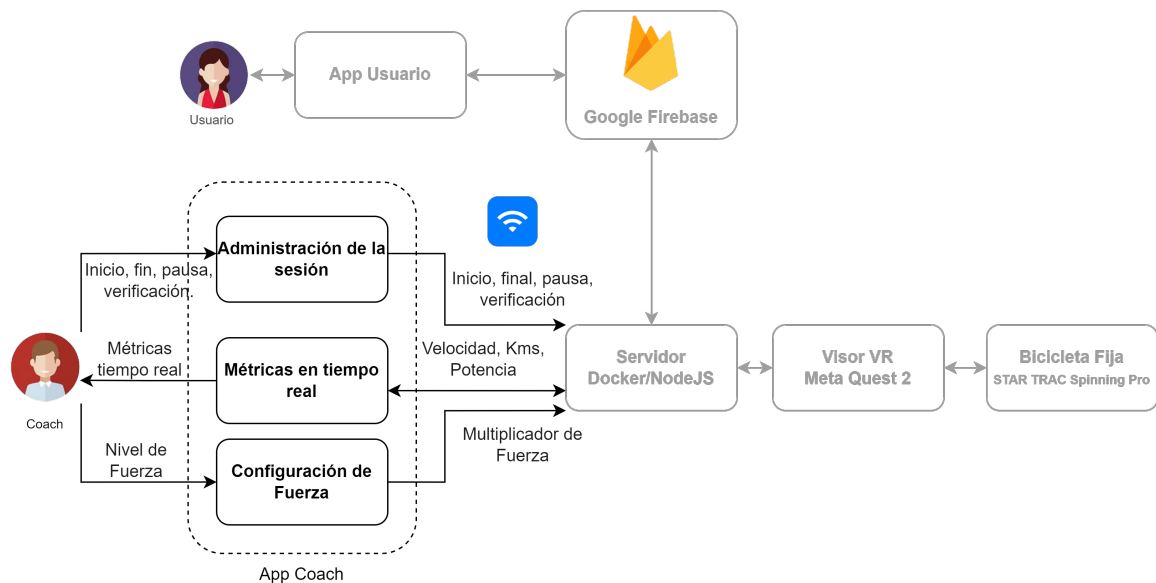 App Usuario
Google Firebase
Usuario
Administración de la
sesión
Inicio, fin, pausa,
verificación.
Inicio, final, pausa,
verificación
Métricas
tiempo real
Métricas en tiempo
real
Velocidad, Kms,
Potencia
Servidor
Docker/NodeJS
Visor VR
Meta Quest 2
Bicicleta Fija
STAR TRAC Spinning Pro
Coach
Nivel de
Fuerza
Configuración de
Fuerza
Multiplicador de
Fuerza
App Coach